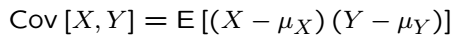 Cov [X, Y] = E [(X − μ_X) (Y − μ_Y)]